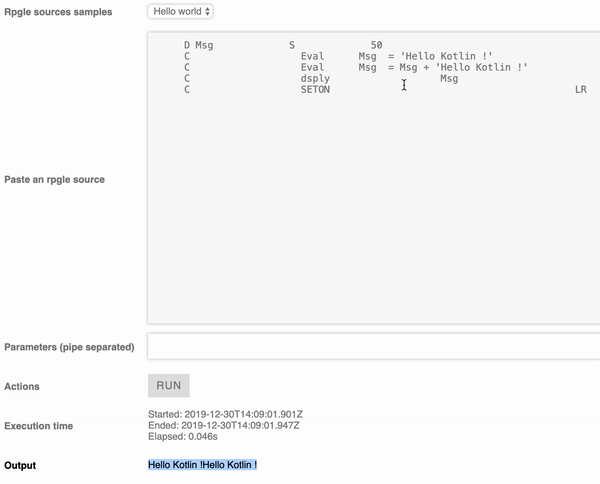 Rpgle sources samples
Hello world
D Msg S 50
C Eval Msg = 'Hello Kotlin !'
C Eval Msg = Msg + 'Hello Kotlin !'
C dsply Msg
C SETON LR
Paste an rpgle source
Parameters (pipe separated)
Actions
RUN
Execution time
Started: 2019-12-30T14:09:01.901Z
Ended: 2019-12-30T14:09:01.947Z
Elapsed: 0.046s
Output
Hello Kotlin !Hello Kotlin !